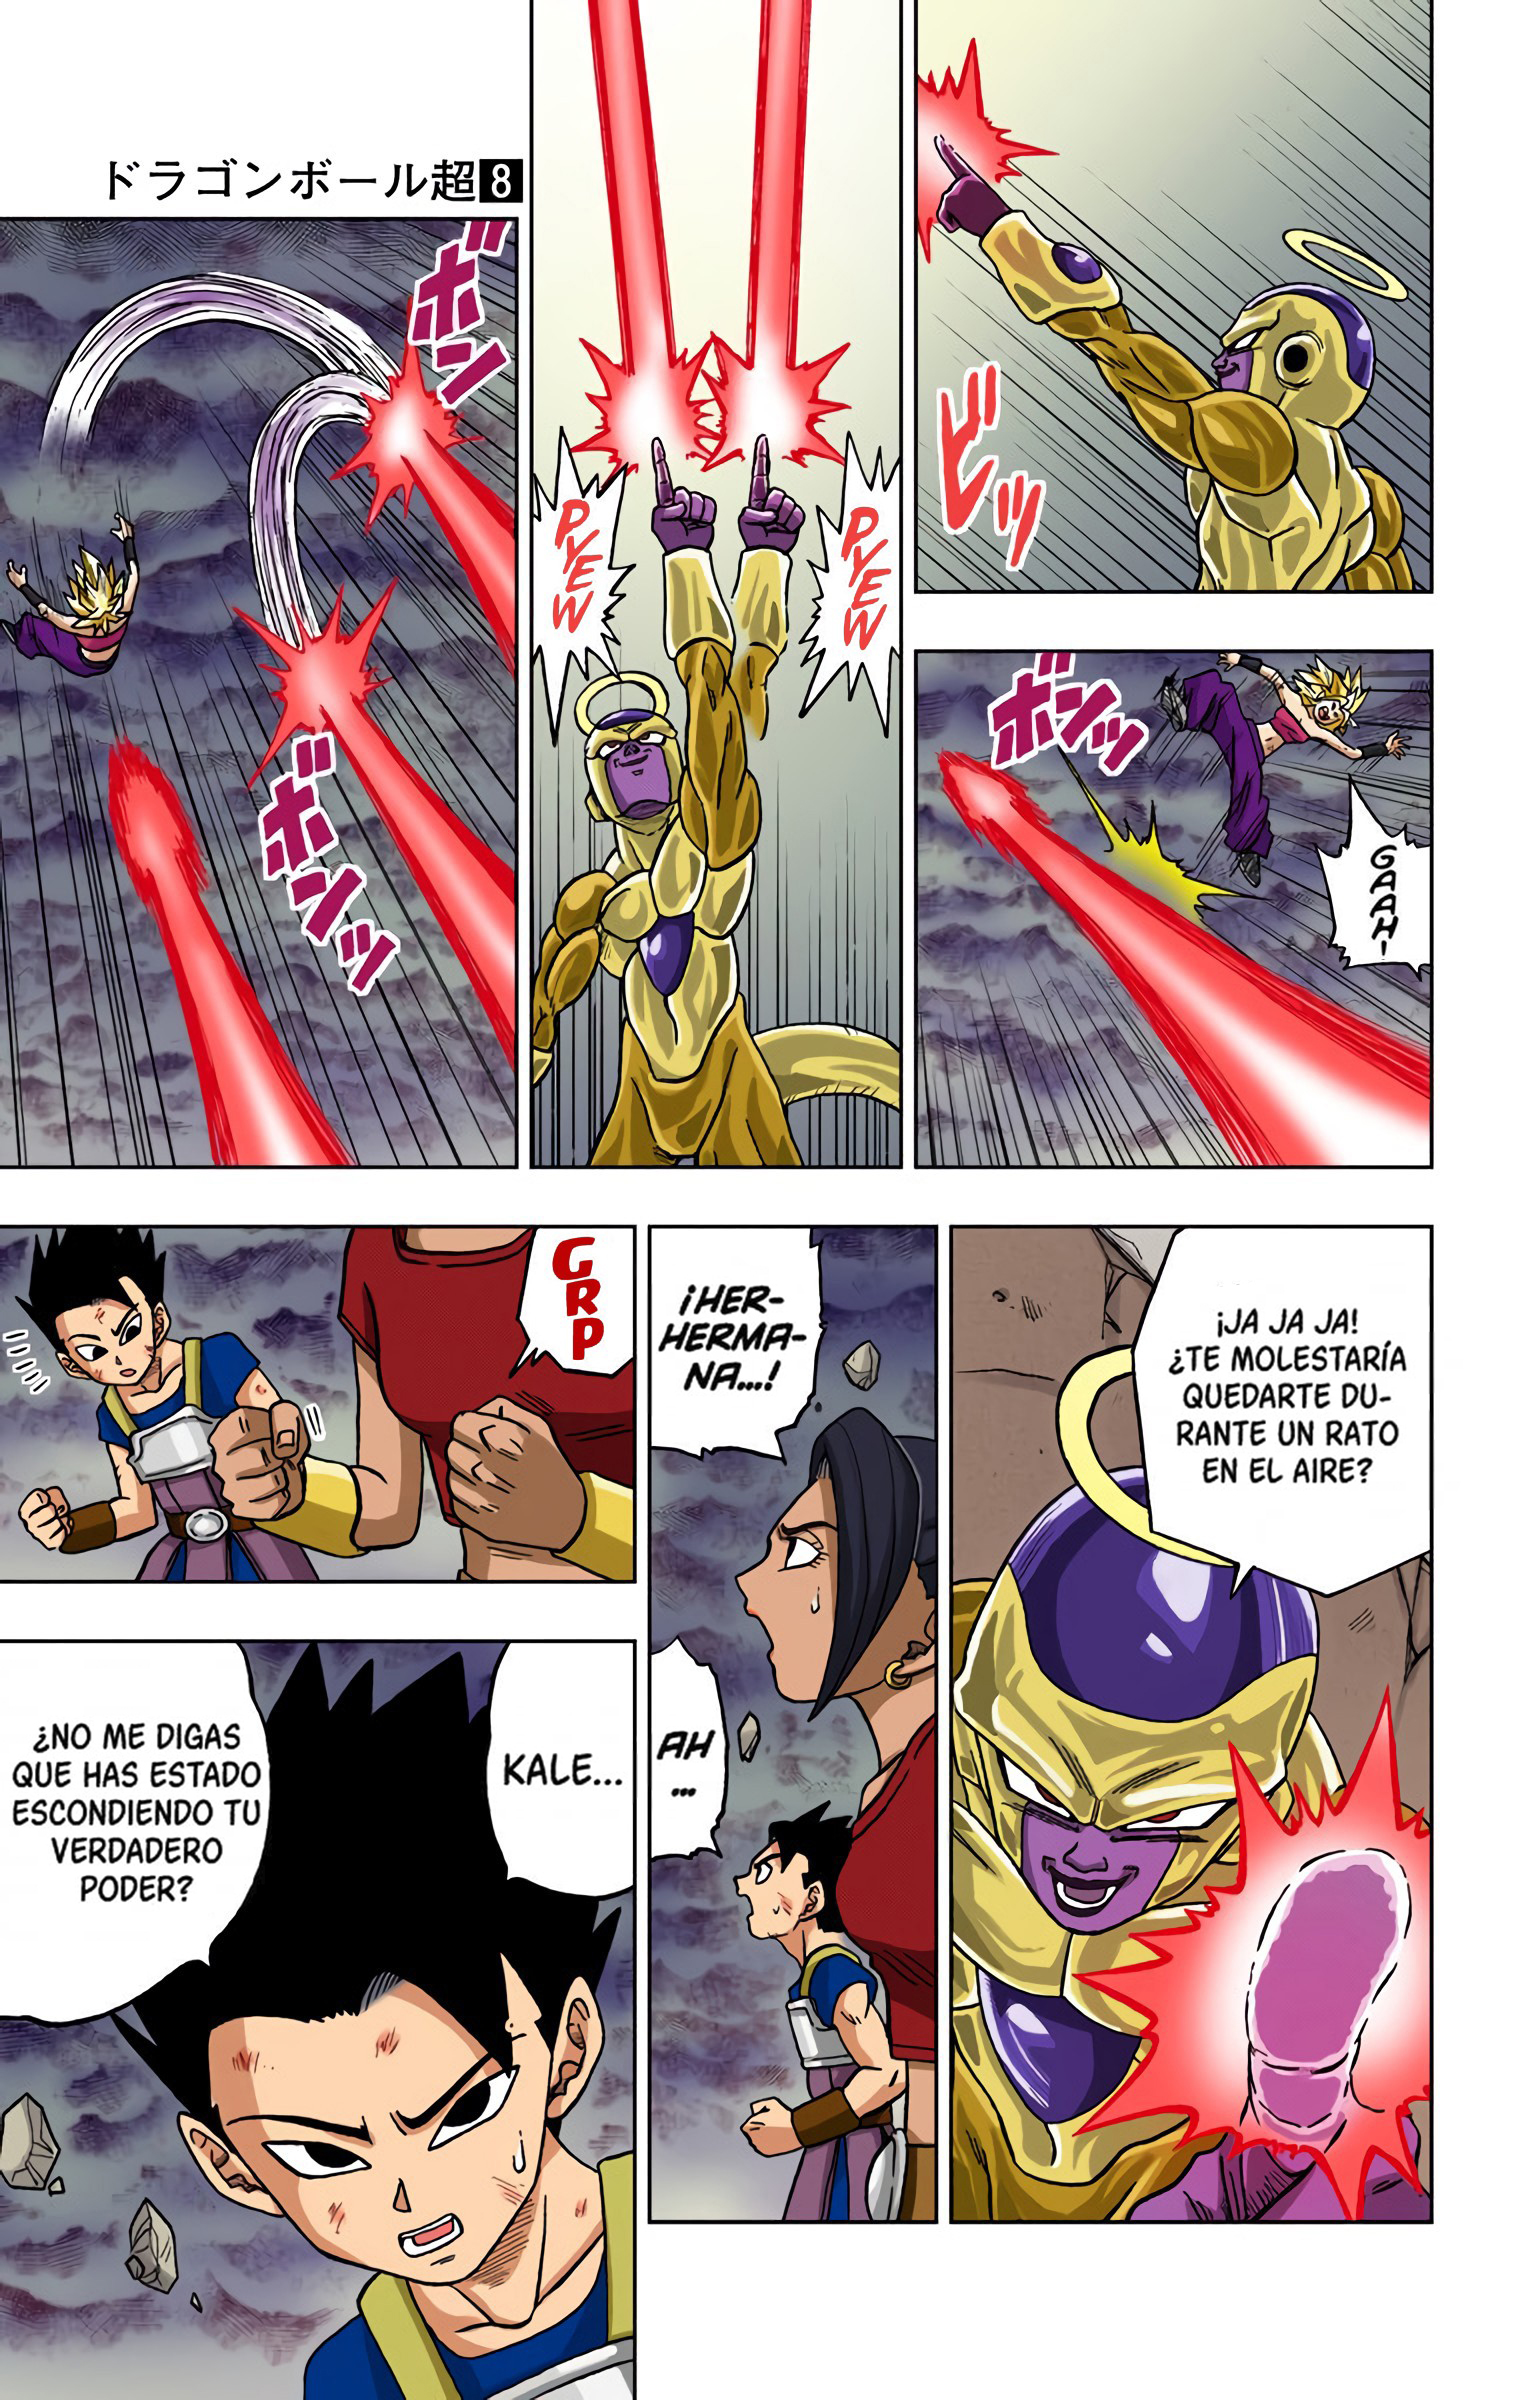 ドラゴンボール超8
ビッ
ボンッ
GAAH!
PYEW
PYEW
ボンッ
ボンッ
¡JA JA JA!
¿TE MOLESTARÍA
QUEDARTE DU-
RANTE UN RATO
EN EL AIRE?
¡HER-
HERMA-
NA...!
AH
...
GRP
KALE...
¿NO ME DIGAS
QUE HAS ESTADO
ESCONDIENDO TU
VERDADERO
PODER?